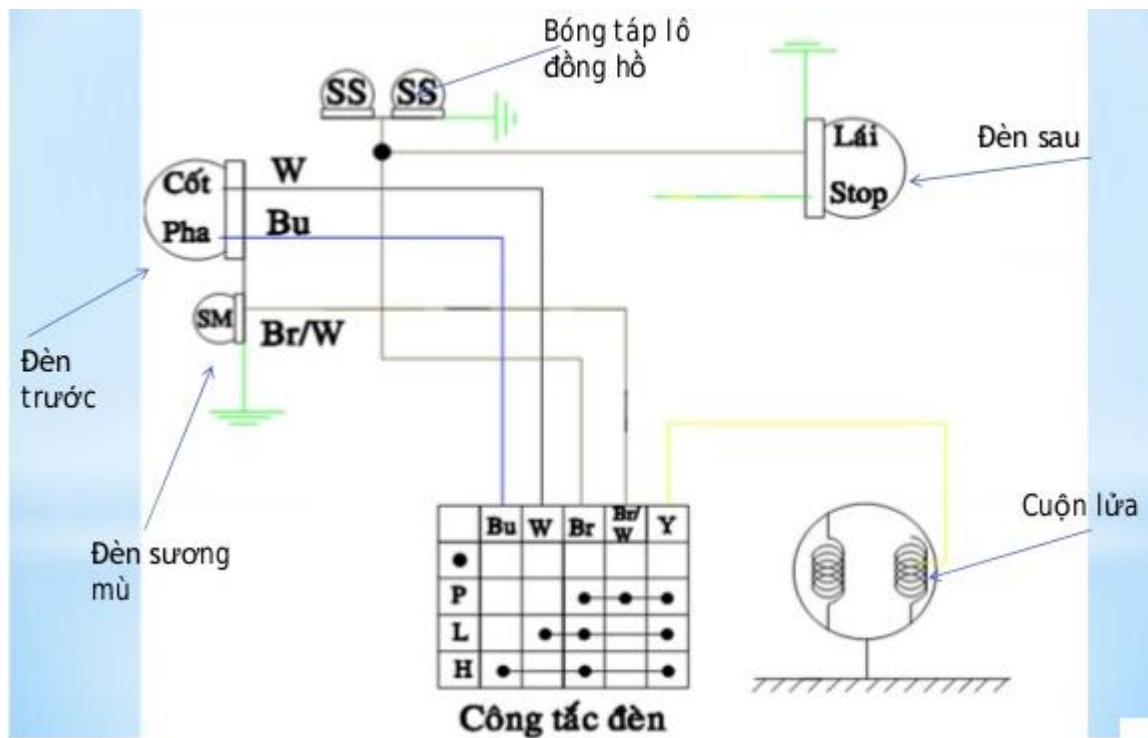 Bóng táp lô
đồng hồ
SS SS
Lái
Stop
Đèn sau
Cốt
Pha
W
Bu
SM
Br/W
Đèn
trước
Đèn sương
mù
Bu W Br Br/W Y
P
L
H
Công tắc đèn
Cuộn lửa